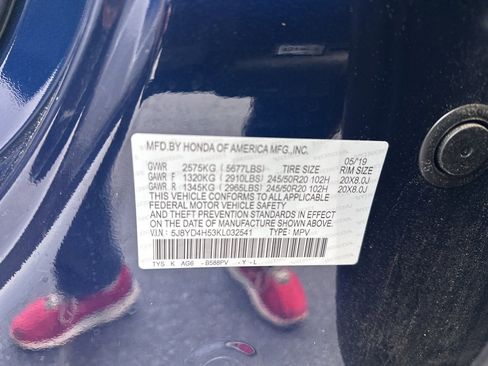 MFD.BY HONDA OF AMERICA MFG.,INC.
05/19
GVWR 2575KG (5677LBS) TIRE SIZE RIM SIZE
GAWR F 1320KG (2910LBS) 245/50R20 102H 20X8.0J
GAWR R 1345KG (2965LBS) 245/50R20 102H 20X8.0J
THIS VEHICLE CONFORMS TO ALL APPLICABLE
FEDERAL MOTOR VEHICLE SAFETY
AND THEFT PREVENTION STANDARDS IN EFFECT
ON THE DATE OF MANUFACTURE SHOWN ABOVE.
V.I.N.: 5J8YD4H53KL032541 TYPE: MPV
TYS K AG6 -B588PV -Y-L